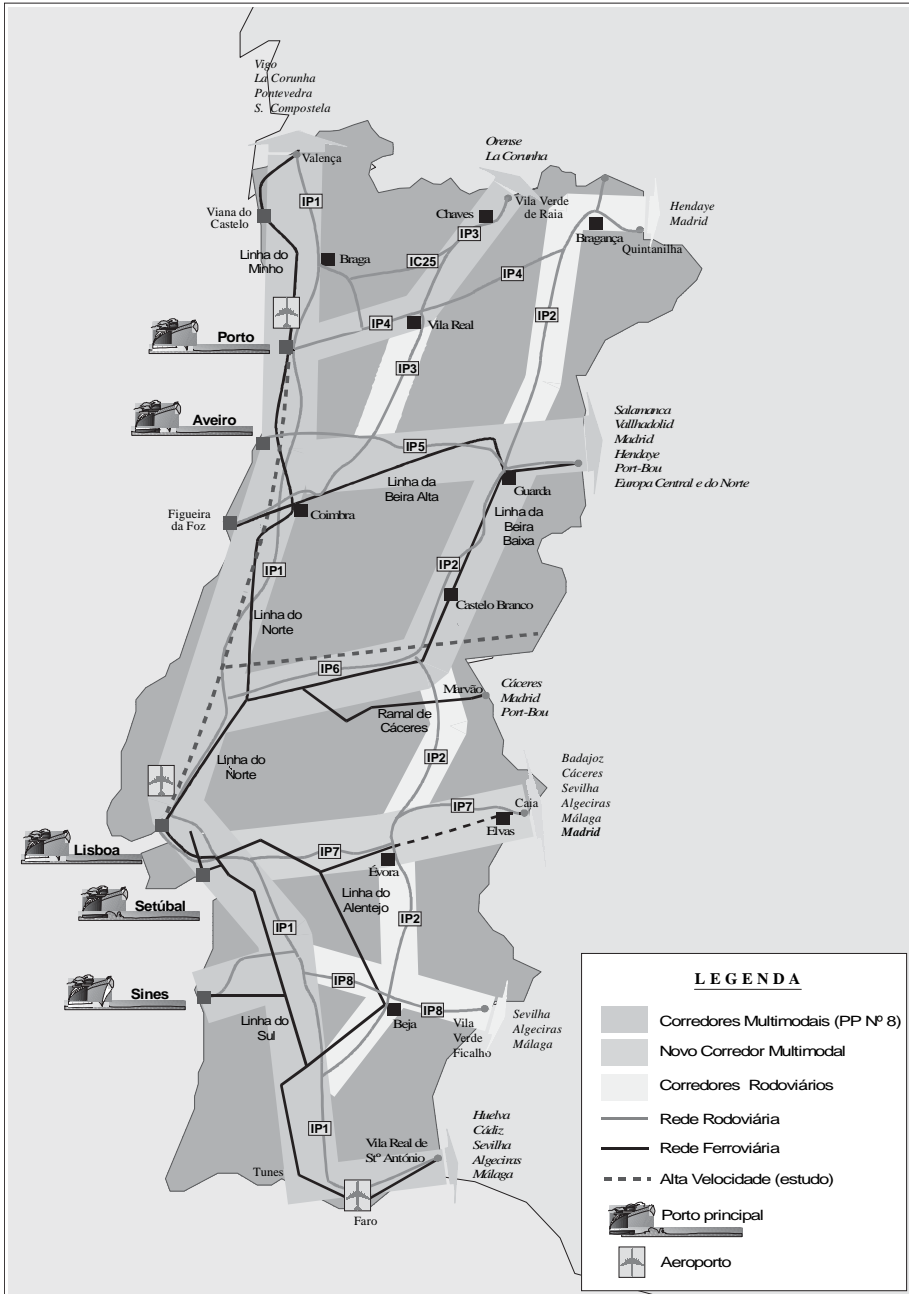 Vigo
La Corunha
Pontevedra
S. Compostela
Orense
La Corunha
Valença
IP1
Viana do
Castelo
Chaves
Vila Verde
de Raia
IP3
Hendaye
Madrid
Bragança
Quintanilha
Linha do
Minho
Braga
IC25
IP4
IP2
Porto
IP4
Vila Real
IP3
Aveiro
IP5
Salamanca
Vallhadolid
Madrid
Hendaye
Port-Bou
Europa Central e do Norte
Linha da
Beira Alta
Guarda
Figueira
da Foz
Coimbra
Linha da
Beira
Baixa
IP1
IP2
Castelo Branco
Linha do
Norte
IP6
Marvão
Cáceres
Madrid
Port-Bou
Ramal de
Cáceres
IP2
Linha do
Norte
Badajoz
Cáceres
Sevilha
Algeciras
Málaga
Madrid
IP7
Caia
Elvas
Lisboa
IP7
Évora
Setúbal
Linha do
Alentejo
IP1
IP2
Sines
IP8
IP8
Beja
Vila
Verde
Ficalho
Sevilha
Algeciras
Málaga
Linha do
Sul
IP1
Vila Real de
Stº António
Huelva
Cádiz
Sevilha
Algeciras
Málaga
Tunes
Faro
LEGENDA
Corredores Multimodais (PP Nº 8)
Novo Corredor Multimodal
Corredores Rodoviários
Rede Rodoviária
Rede Ferroviária
Alta Velocidade (estudo)
Porto principal
Aeroporto